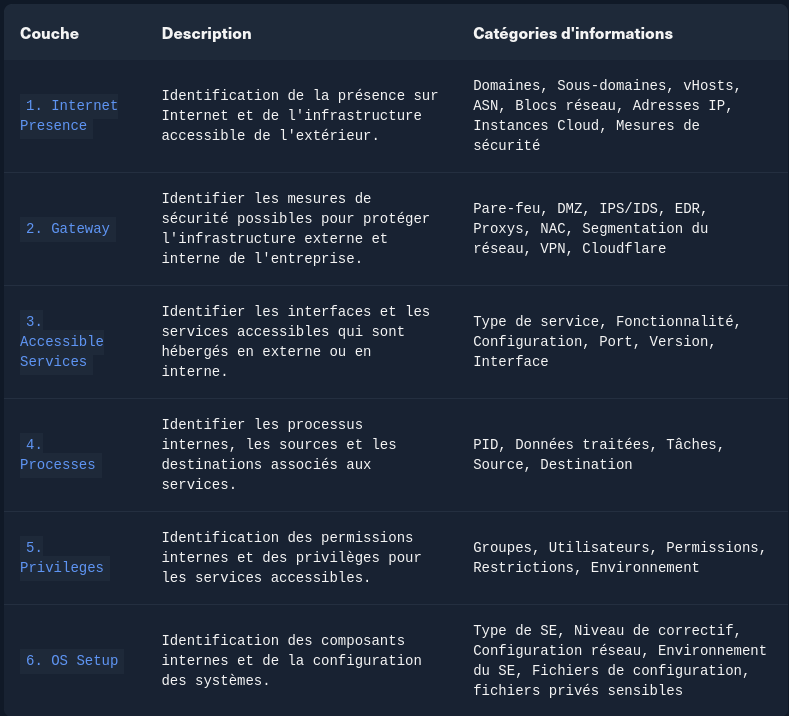 Couche
Description
Catégories d'informations
1. Internet
Presence
Identification de la présence sur
Internet et de l'infrastructure
accessible de l'extérieur.
Domaines, Sous-domaines, vHosts,
ASN, Blocs réseau, Adresses IP,
Instances Cloud, Mesures de
sécurité
2. Gateway
Identifier les mesures de
sécurité possibles pour protéger
l'infrastructure externe et
interne de l'entreprise.
Pare-feu, DMZ, IPS/IDS, EDR,
Proxys, NAC, Segmentation du
réseau, VPN, Cloudflare
3.
Accessible
Services
Identifier les interfaces et les
services accessibles qui sont
hébergés en externe ou en
interne.
Type de service, Fonctionnalité,
Configuration, Port, Version,
Interface
4.
Processes
Identifier les processus
internes, les sources et les
destinations associés aux
services.
PID, Données traitées, Tâches,
Source, Destination
5.
Privileges
Identification des permissions
internes et des privilèges pour
les services accessibles.
Groupes, Utilisateurs, Permissions,
Restrictions, Environnement
6. OS Setup
Identification des composants
internes et de la configuration
des systèmes.
Type de SE, Niveau de correctif,
Configuration réseau, Environnement
du SE, Fichiers de configuration,
fichiers privés sensibles